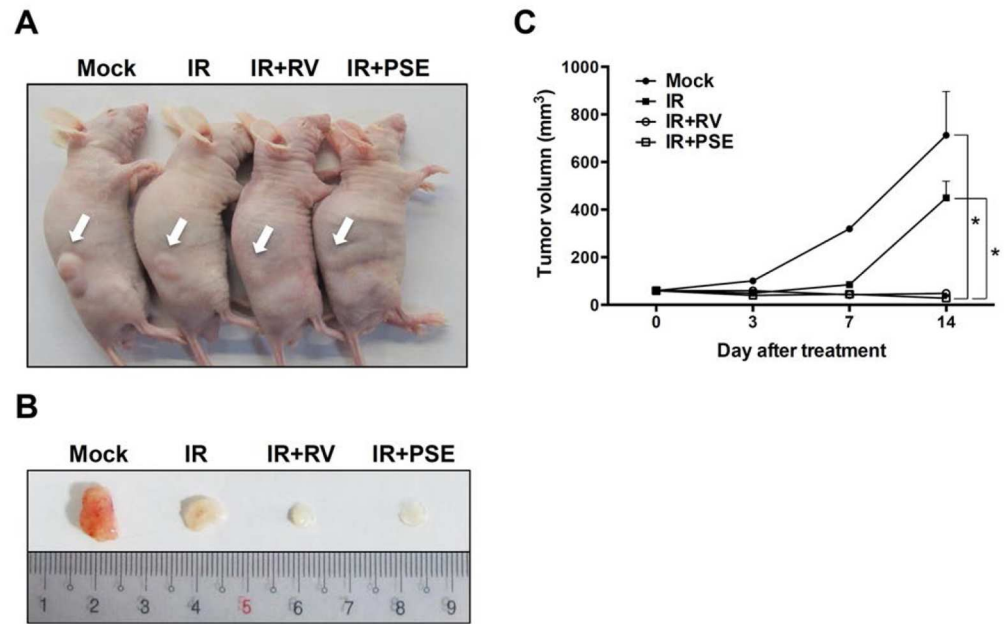 A
Mock IR IR+RV IR+PSE
B
Mock IR IR+RV IR+PSE
1 2 3 4 5 6 7 8 9
C
Tumor volumn (mm3)
1000
800
600
400
200
0
Mock
IR
IR+RV
IR+PSE
*
*
0 3 7 14
Day after treatment